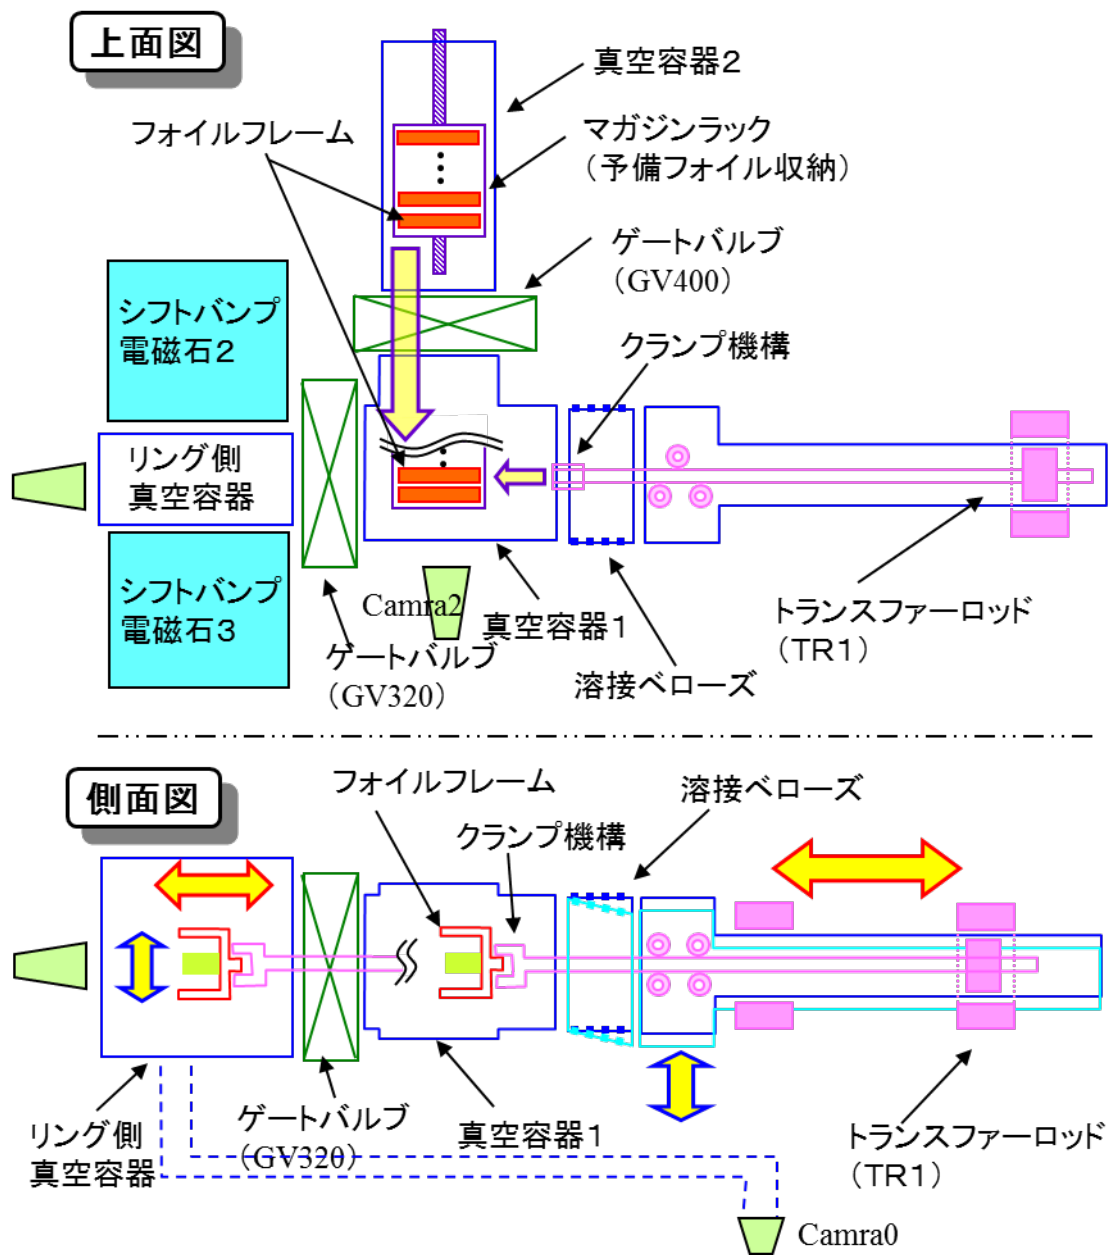 上面図
真空容器2
フォイルフレーム
マガジンラック
（予備フォイル収納）
ゲートバルブ
（GV400）
シフトバンプ
電磁石2
クランプ機構
リング側
真空容器
シフトバンプ
電磁石3
Camra2
真空容器1
トランスファーロッド
（TR1）
ゲートバルブ
（GV320）
溶接ベローズ
側面図
フォイルフレーム
溶接ベローズ
クランプ機構
リング側
真空容器
ゲートバルブ
（GV320）
真空容器1
トランスファーロッド
（TR1）
Camra0